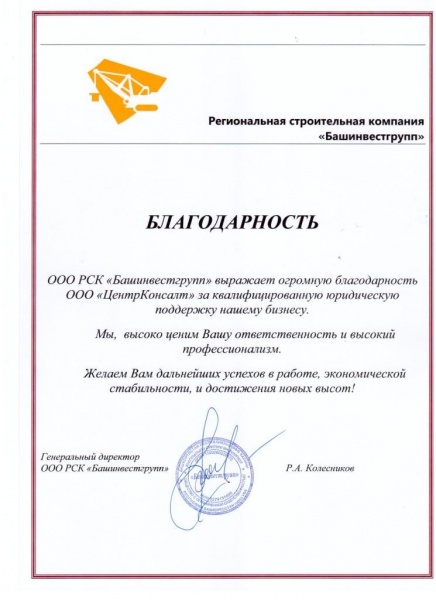 Региональная строительная компания
«Башинвестгрупп»
БЛАГОДАРНОСТЬ
ООО РСК «Башинвестгрупп» выражает огромную благодарность
ООО «ЦентрКонсалт» за квалифицированную юридическую
поддержку нашему бизнесу.
Мы, высоко ценим Вашу ответственность и высокий
профессионализм.
Желаем Вам дальнейших успехов в работе, экономической
стабильности, и достижения новых высот!
Генеральный директор
ООО РСК «Башинвестгрупп»
Р.А. Колесников
«Башинвестгрупп»